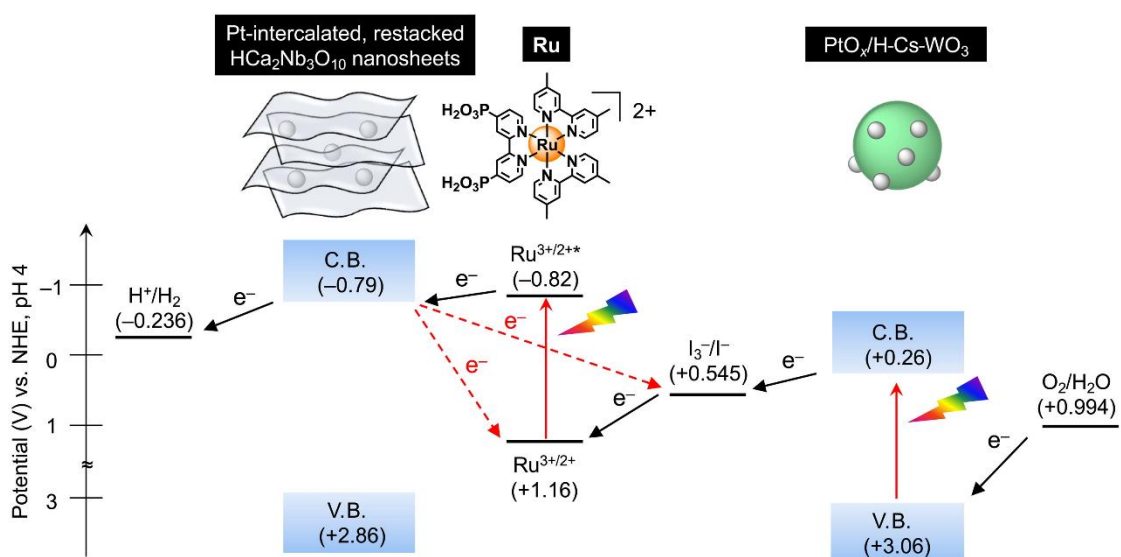 Pt-intercalated, restacked
HCa₂Nb₃O₁₀ nanosheets
Ru
PtOₓ/H-Cs-WO₃
H₂O₃P
H₂O₃P
N
N
N
N
N
N
Ru
2+
Potential (V) vs. NHE, pH 4
–1
0
1
≈
3
H⁺/H₂
(–0.236)
e⁻
C.B.
(–0.79)
e⁻
Ru³⁺/²⁺*
(–0.82)
e⁻
e⁻
I₃⁻/I⁻
(+0.545)
e⁻
e⁻
C.B.
(+0.26)
O₂/H₂O
(+0.994)
e⁻
Ru³⁺/²⁺
(+1.16)
V.B.
(+2.86)
V.B.
(+3.06)